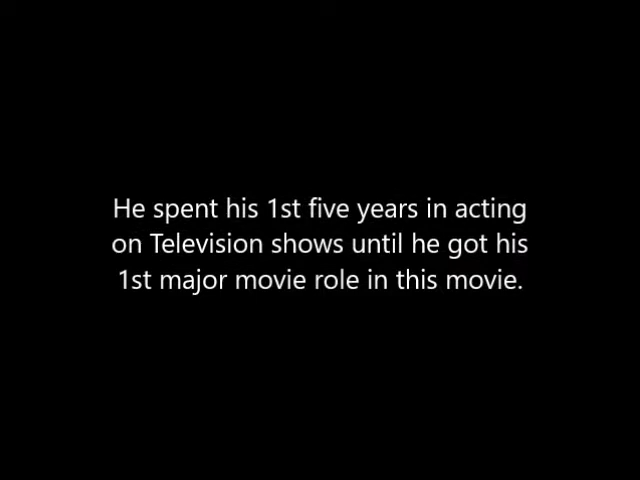 He spent his 1st five years in acting
on Television shows until he got his
1st major movie role in this movie.